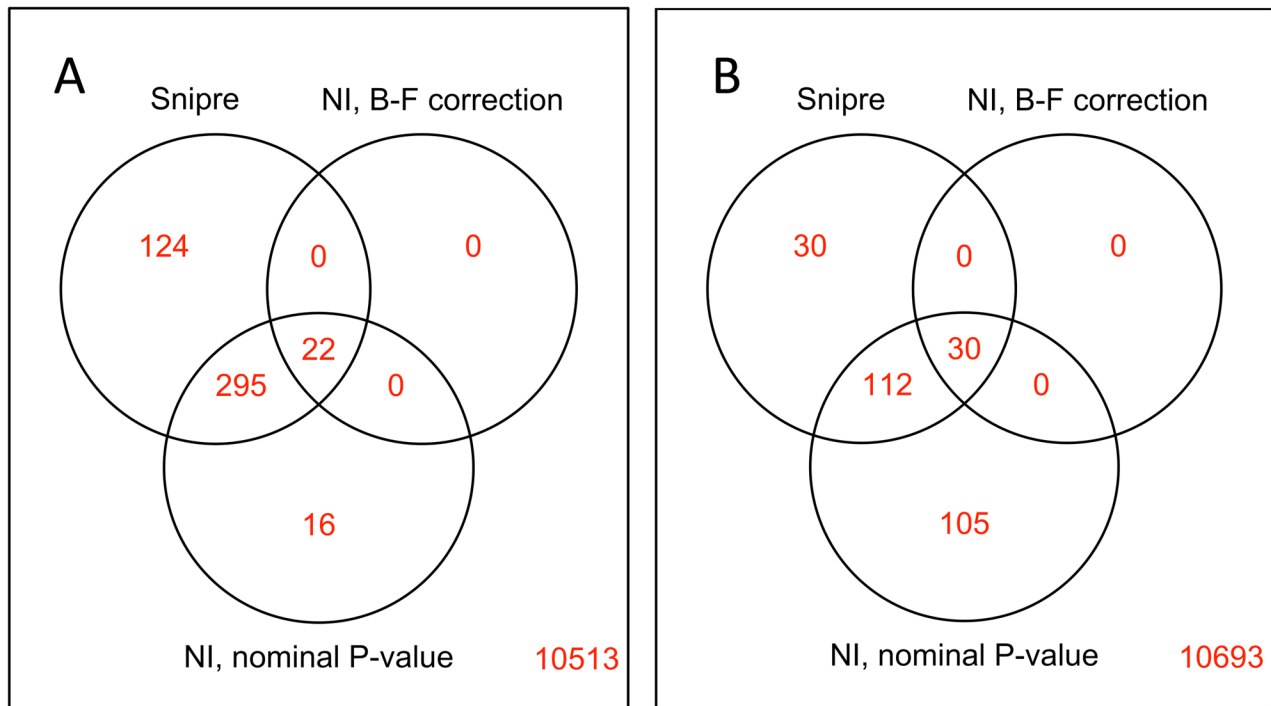 A
Snipre
NI, B-F correction
124
0
0
22
295
0
16
NI, nominal P-value
10513
B
Snipre
NI, B-F correction
30
0
0
30
112
0
105
NI, nominal P-value
10693